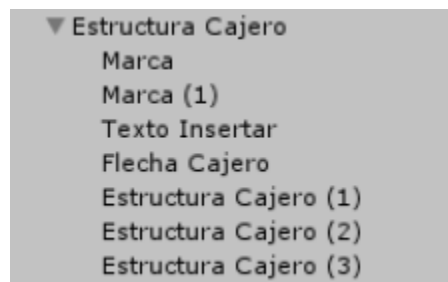 Estructura Cajero
Marca
Marca (1)
Texto Insertar
Flecha Cajero
Estructura Cajero (1)
Estructura Cajero (2)
Estructura Cajero (3)